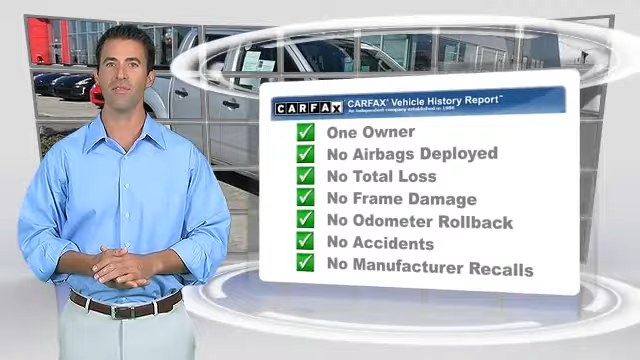 CARFAX CARFAX® Vehicle History Report™
An independent company established in 1986
One Owner
No Airbags Deployed
No Total Loss
No Frame Damage
No Odometer Rollback
No Accidents
No Manufacturer Recalls